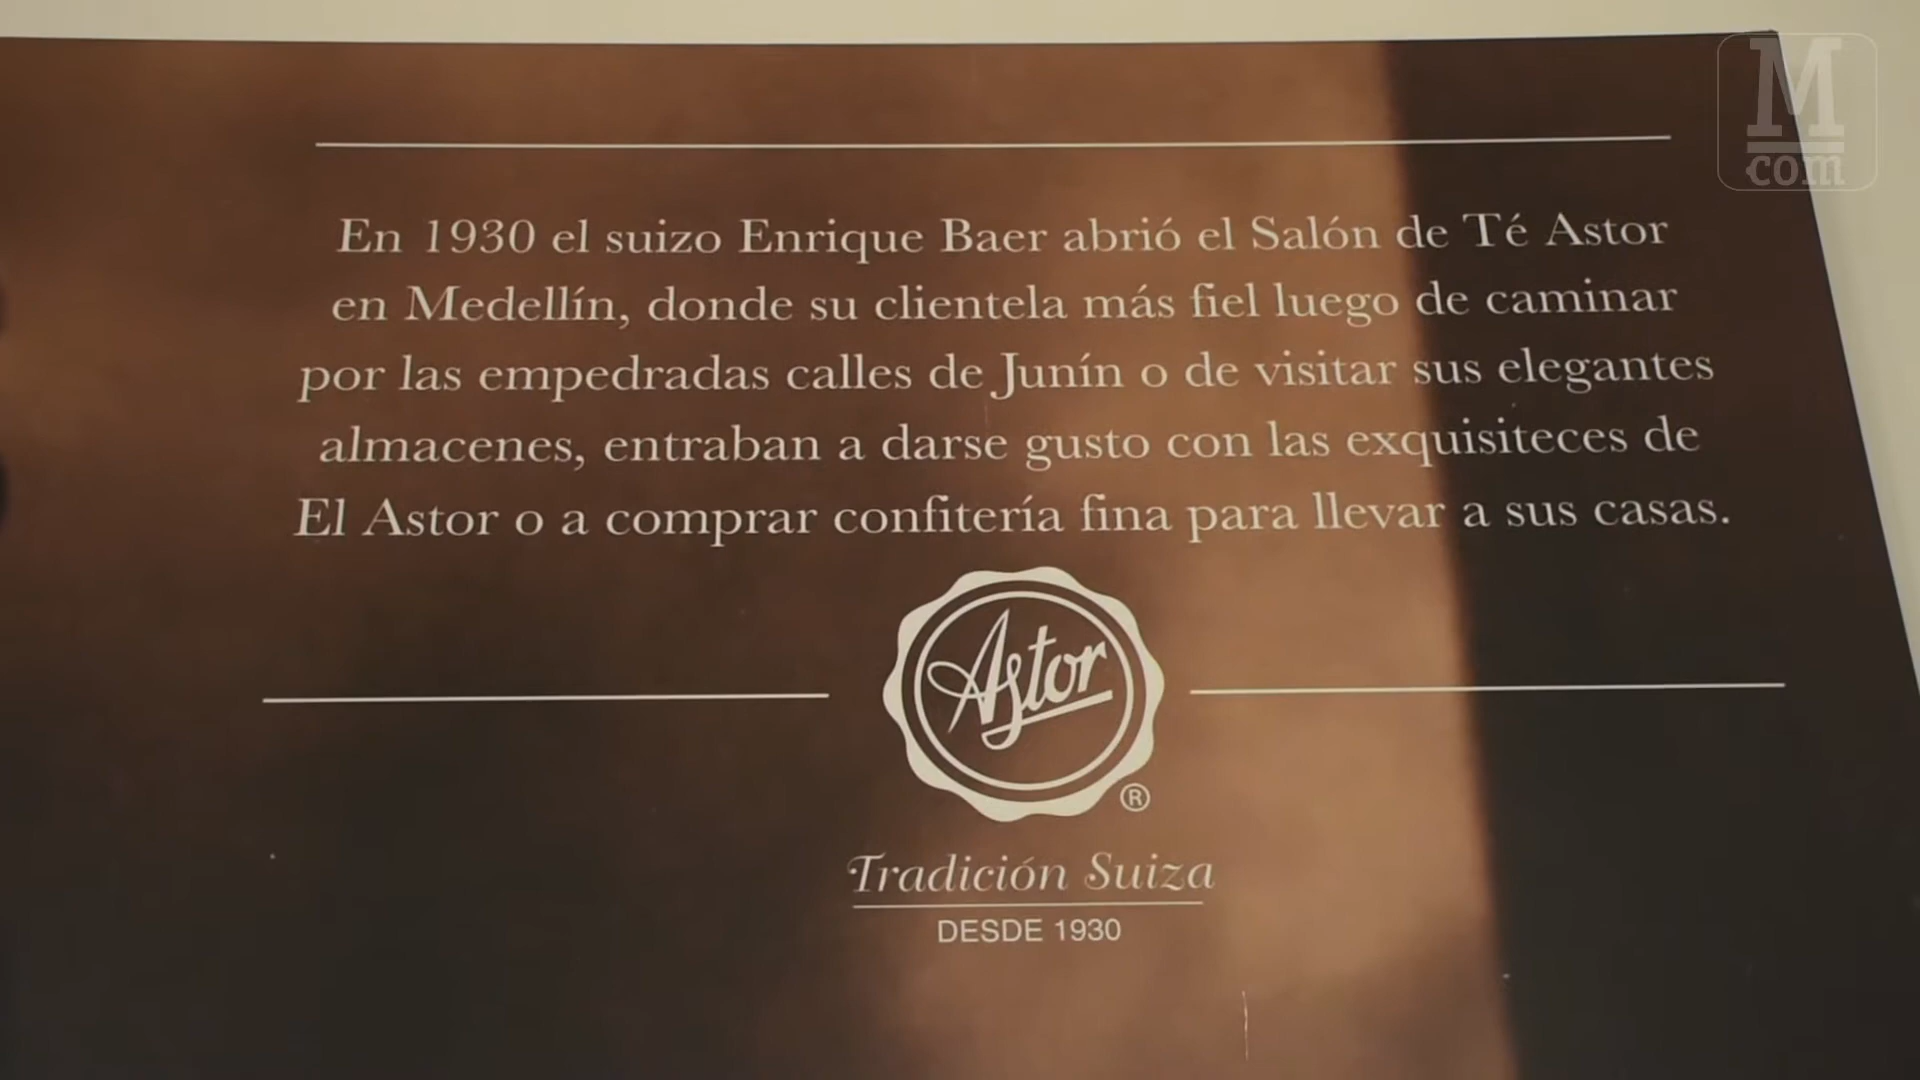 M
com
En 1930 el suizo Enrique Baer abrió el Salón de Té Astor
en Medellín, donde su clientela más fiel luego de caminar
por las empedradas calles de Junín o de visitar sus elegantes
almacenes, entraban a darse gusto con las exquisiteces de
El Astor o a comprar confitería fina para llevar a sus casas.
Astor
®
Tradición Suiza
DESDE 1930